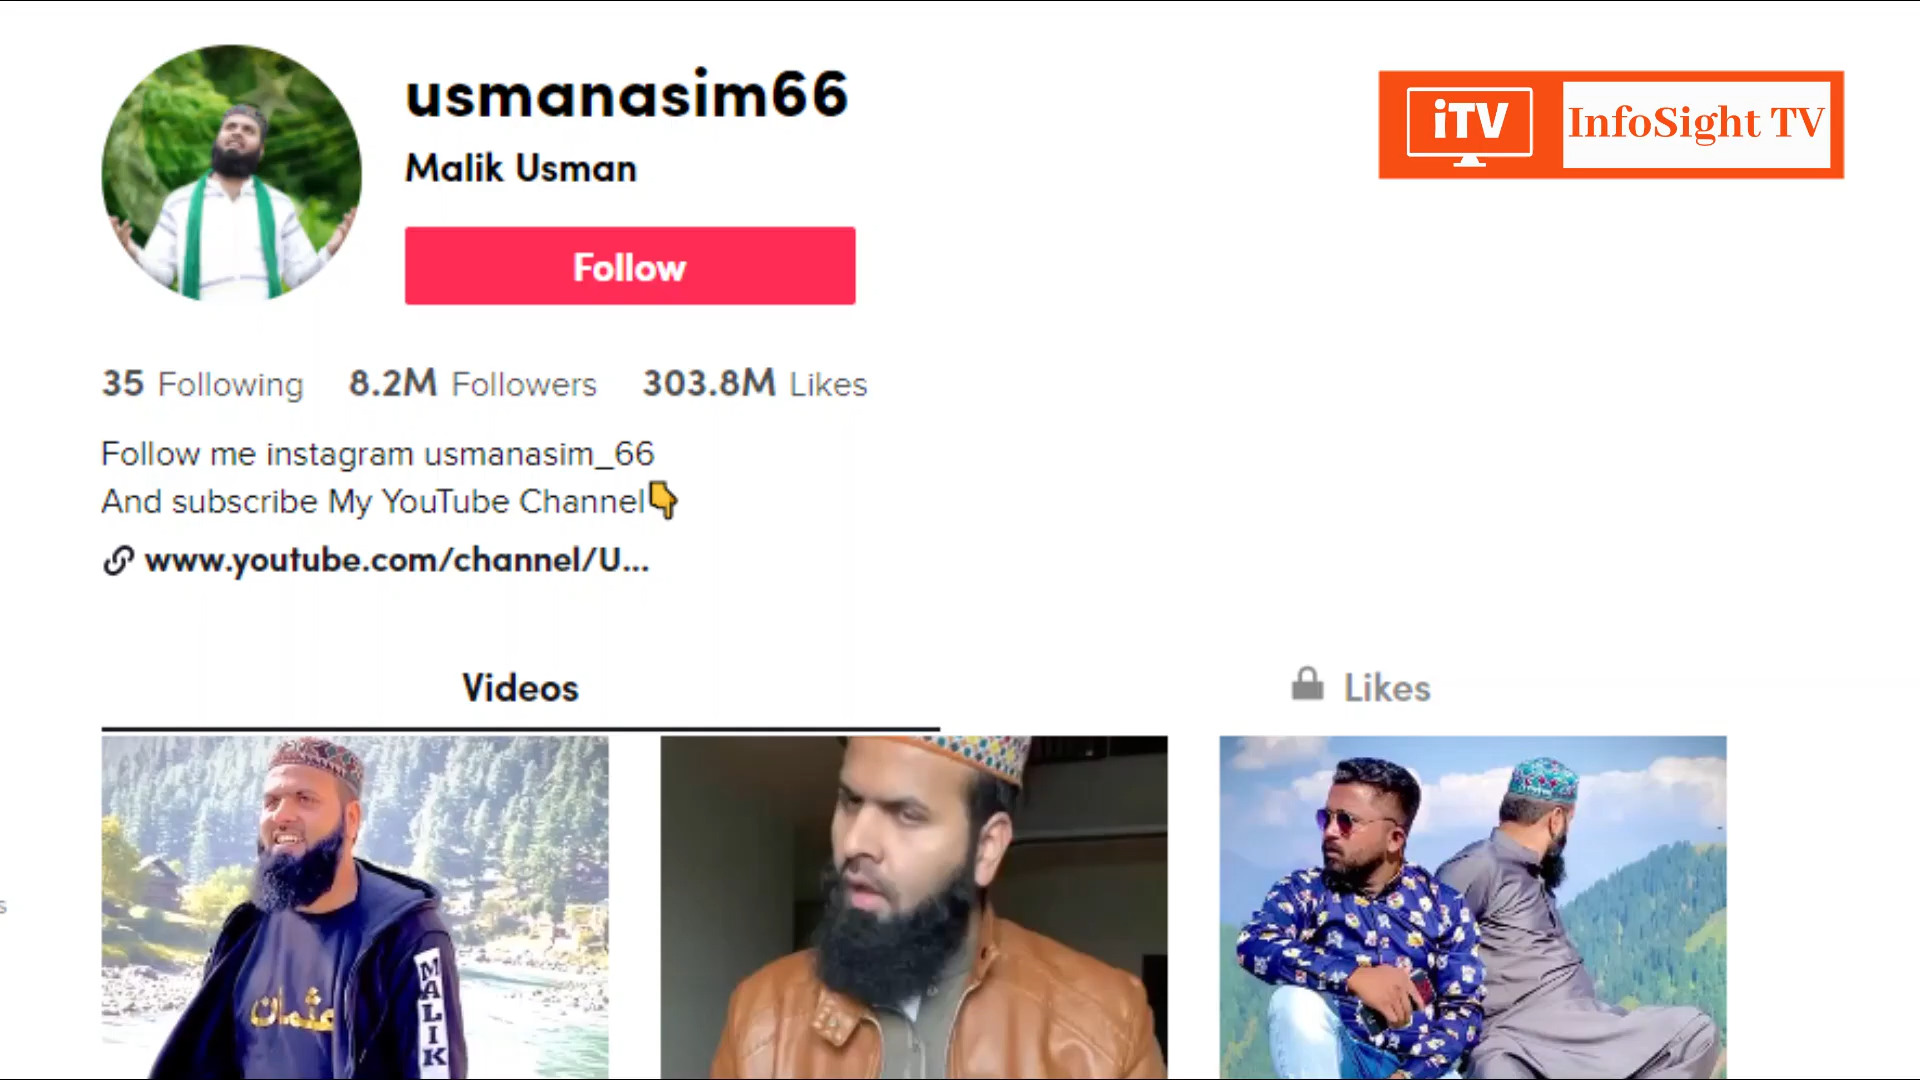 usmanasim66
Malik Usman
iTV
InfoSight TV
Follow
35 Following 8.2M Followers 303.8M Likes
Follow me instagram usmanasim_66
And subscribe My YouTube Channel👇
www.youtube.com/channel/U...
Videos
Likes
عثمان
MALIK
s